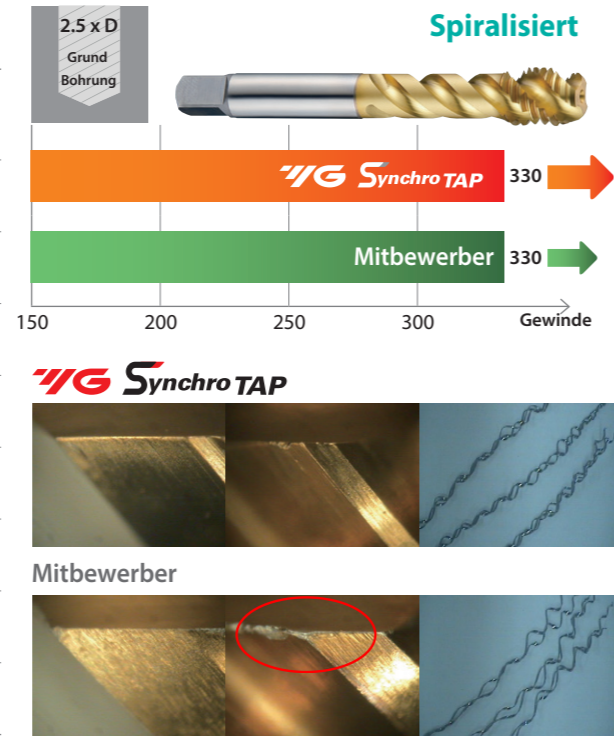 2.5 x D
Grund
Bohrung
Spiralisiert
YG SynchroTAP 330
Mitbewerber 330
150 200 250 300 Gewinde
YG SynchroTAP
Mitbewerber